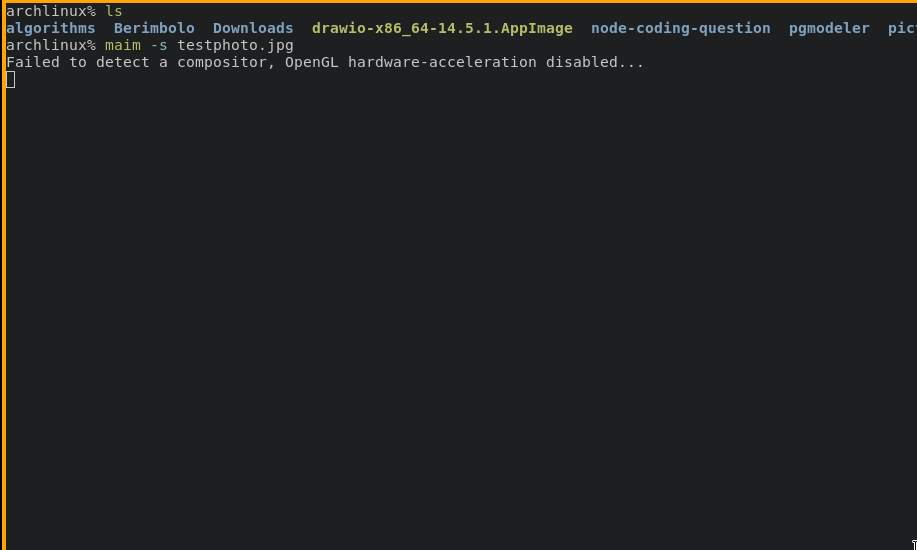 archlinux% ls
algorithms  Berimbolo  Downloads  drawio-x86_64-14.5.1.AppImage  node-coding-question  pgmodeler  pic
archlinux% maim -s testphoto.jpg
Failed to detect a compositor, OpenGL hardware-acceleration disabled...